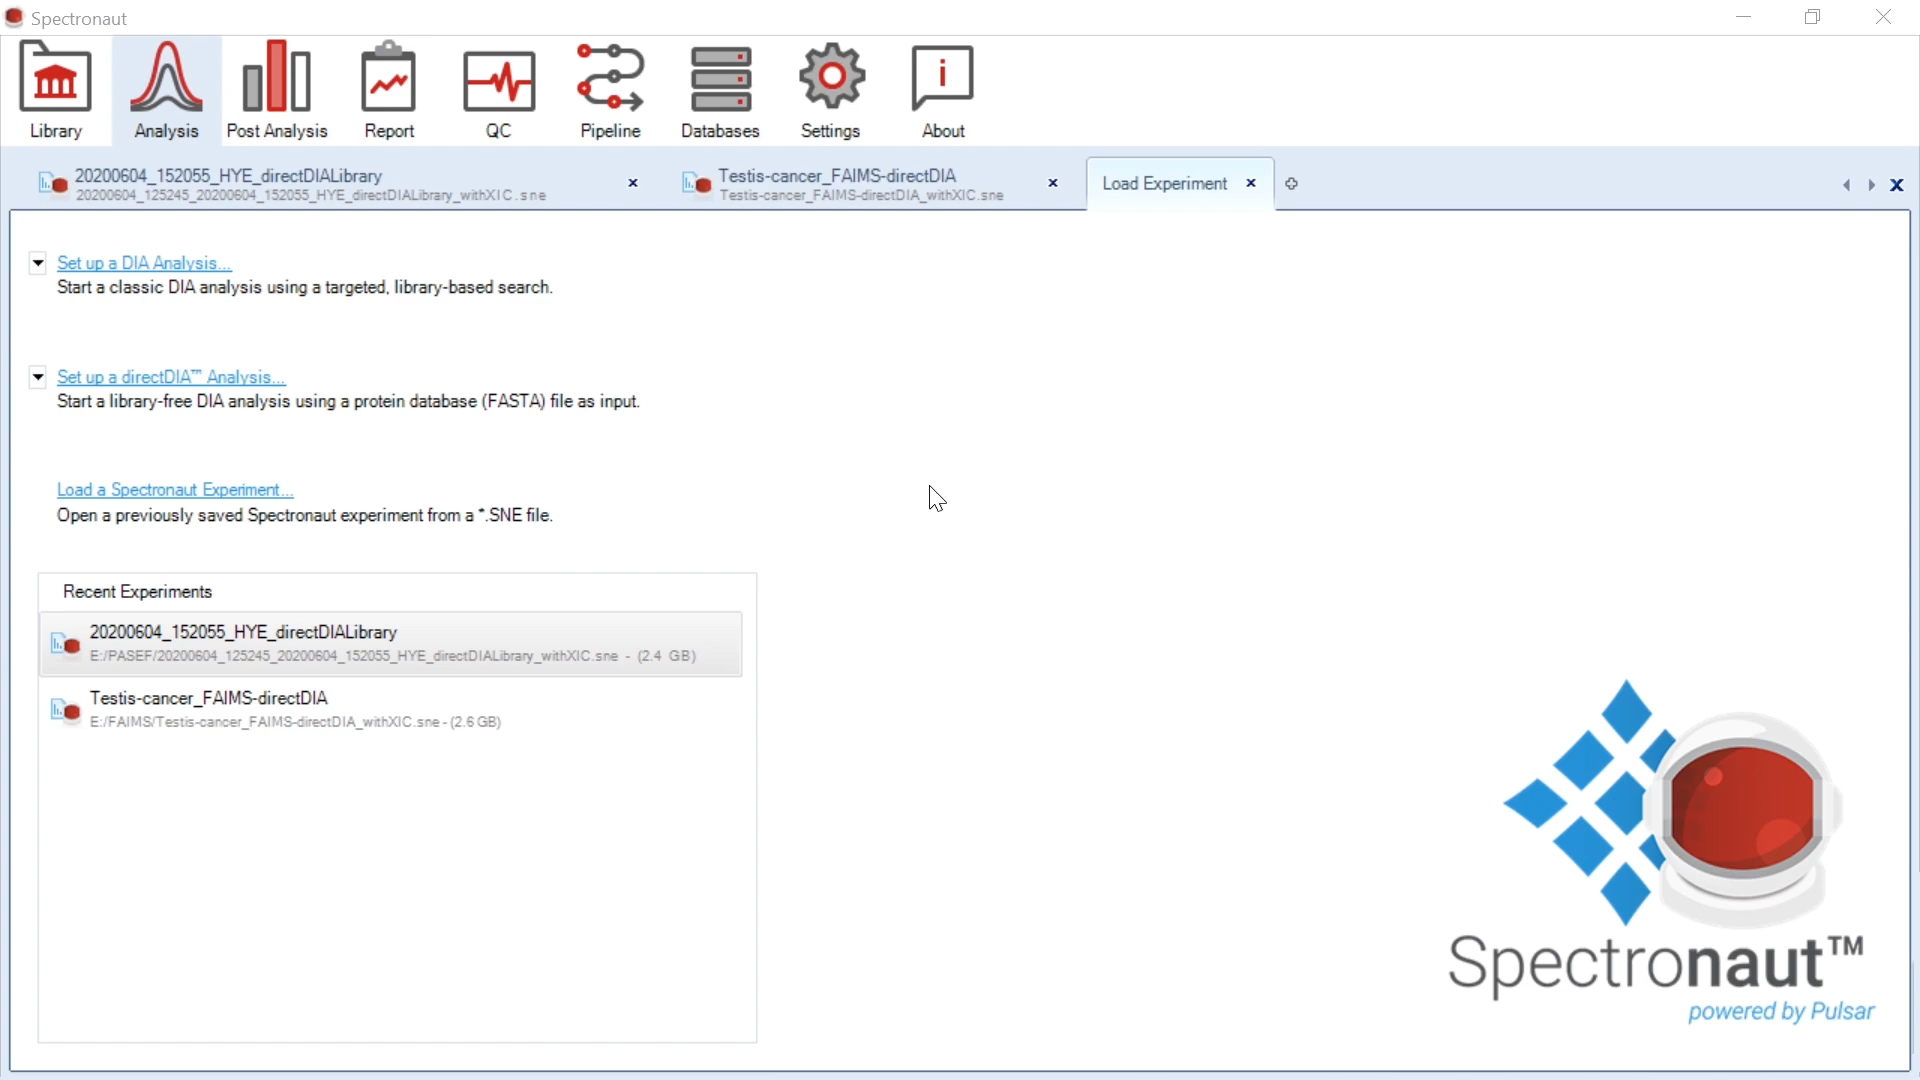 Spectronaut
Library
Analysis
Post Analysis
Report
QC
Pipeline
Databases
Settings
About
20200604_152055_HYE_directDIALibrary
20200604_125245_20200604_152055_HYE_directDIALibrary_withXIC.sne
Testis-cancer_FAIMS-directDIA
Testis-cancer_FAIMS-directDIA_withXIC.sne
Load Experiment
Set up a DIA Analysis...
Start a classic DIA analysis using a targeted, library-based search.
Set up a directDIA™ Analysis...
Start a library-free DIA analysis using a protein database (FASTA) file as input.
Load a Spectronaut Experiment...
Open a previously saved Spectronaut experiment from a *.SNE file.
Recent Experiments
20200604_152055_HYE_directDIALibrary
E:/PASEF/20200604_125245_20200604_152055_HYE_directDIALibrary_withXIC.sne - (2.4 GB)
Testis-cancer_FAIMS-directDIA
E:/FAIMS/Testis-cancer_FAIMS-directDIA_withXIC.sne - (2.6 GB)
Spectronaut™
powered by Pulsar